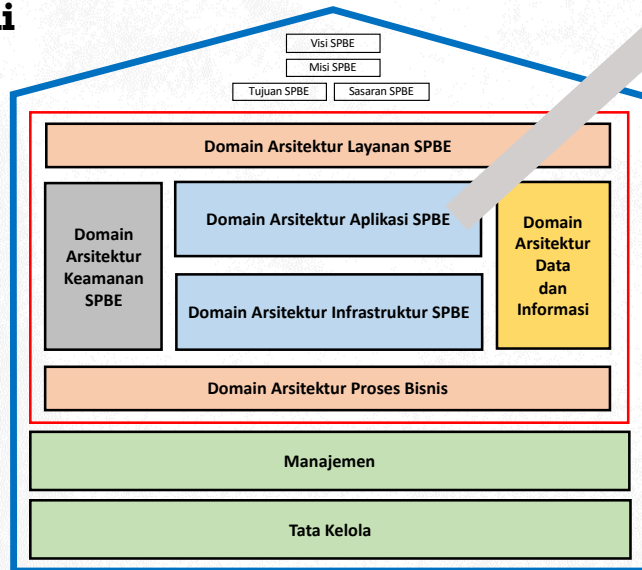 Visi SPBE
Misi SPBE
Tujuan SPBE
Sasaran SPBE
Domain Arsitektur Layanan SPBE
Domain
Arsitektur
Keamanan
SPBE
Domain Arsitektur Aplikasi SPBE
Domain Arsitektur Infrastruktur SPBE
Domain
Arsitektur
Data
dan
Informasi
Domain Arsitektur Proses Bisnis
Manajemen
Tata Kelola